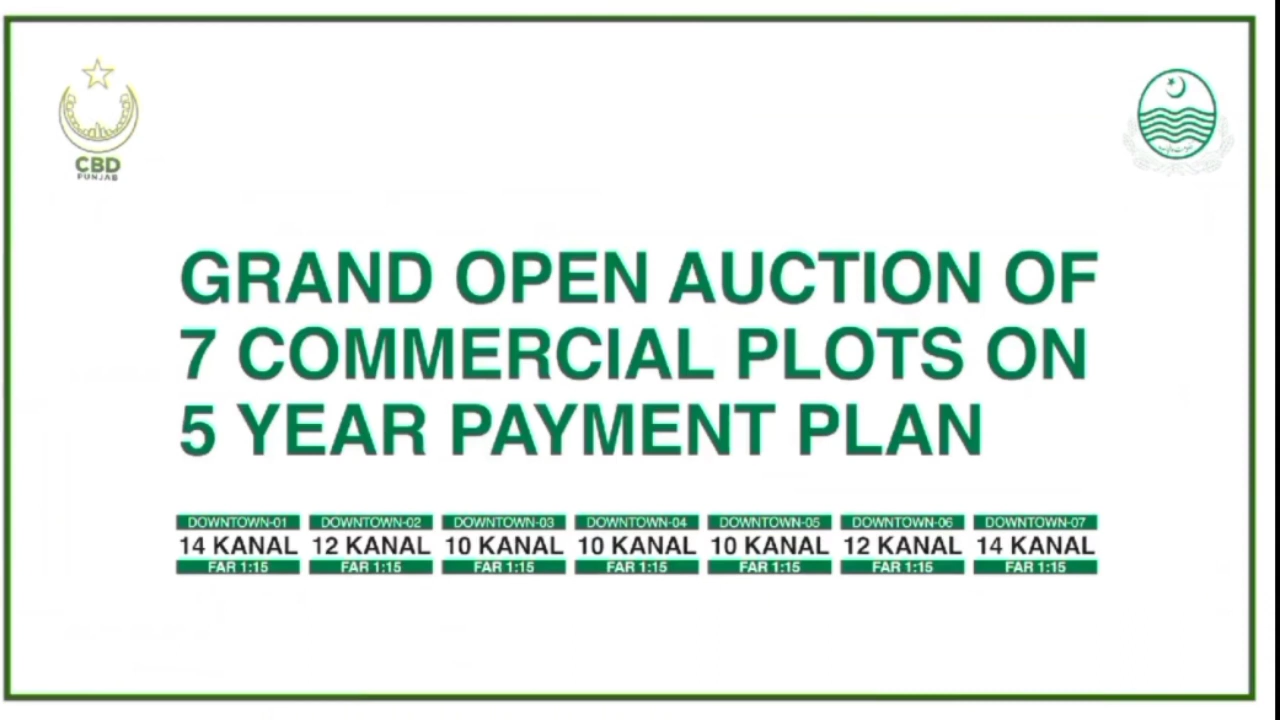 CBD
PUNJAB
GRAND OPEN AUCTION OF
7 COMMERCIAL PLOTS ON
5 YEAR PAYMENT PLAN
DOWNTOWN-01 DOWNTOWN-02 DOWNTOWN-03 DOWNTOWN-04 DOWNTOWN-05 DOWNTOWN-06 DOWNTOWN-07
14 KANAL 12 KANAL 10 KANAL 10 KANAL 10 KANAL 12 KANAL 14 KANAL
FAR 1:15 FAR 1:15 FAR 1:15 FAR 1:15 FAR 1:15 FAR 1:15 FAR 1:15